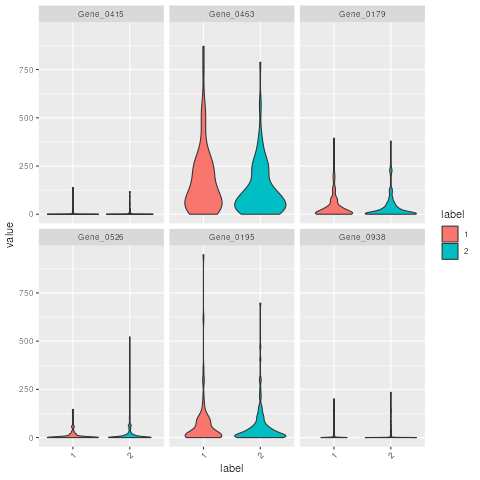 Gene_0415 Gene_0463 Gene_0179
750
500
250
0
value
Gene_0526 Gene_0195 Gene_0938
750
500
250
0
1 2 1 2 1 2
label
label
1
2